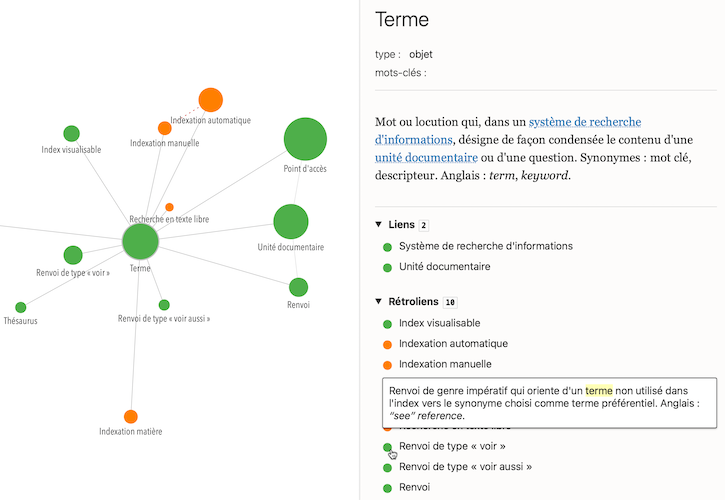 Indexation automatique
Indexation manuelle
Index visualisable
Point d'accès
Recherche en texte libre
Unité documentaire
Terme
Renvoi de type « voir »
Renvoi
Thésaurus
Renvoi de type « voir aussi »
Indexation matière
Terme
type : objet
mots-clés :
Mot ou locution qui, dans un système de recherche
d'informations, désigne de façon condensée le contenu d'une
unité documentaire ou d'une question. Synonymes : mot clé,
descripteur. Anglais : term, keyword.
▼ Liens 2
Système de recherche d'informations
Unité documentaire
▼ Rétroliens 10
Index visualisable
Indexation automatique
Indexation manuelle
Renvoi de genre impératif qui oriente d'un terme non utilisé dans
l'index vers le synonyme choisi comme terme préférentiel. Anglais :
“see” reference.
Recherche en texte libre
Renvoi de type « voir »
Renvoi de type « voir aussi »
Renvoi